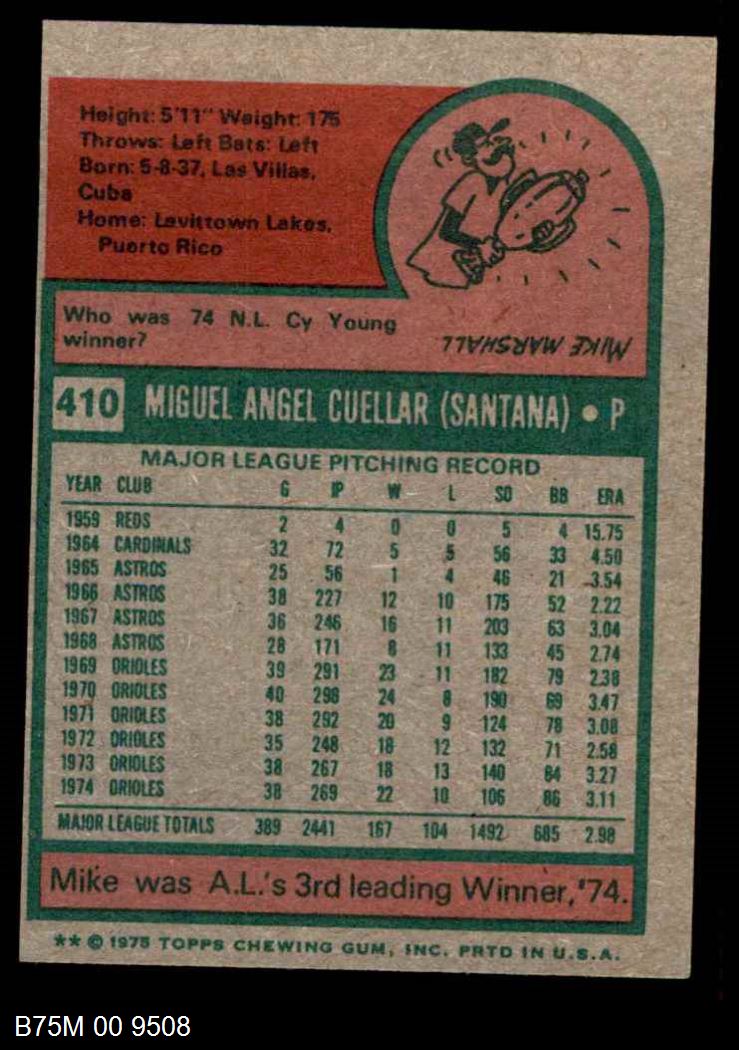 Height: 5'11" Weight: 175
Throws: Left Bats: Left
Born: 5-8-37, Las Villas,
Cuba
Home: Levittown Lakes,
Puerto Rico
Who was 74 N.L. Cy Young
winner?
MIKE MARSHALL
410 MIGUEL ANGEL CUELLAR (SANTANA) • P
MAJOR LEAGUE PITCHING RECORD
YEAR CLUB G IP W L SO BB ERA
1959 REDS 2 4 0 0 5 4 15.75
1964 CARDINALS 32 72 5 5 56 33 4.50
1965 ASTROS 25 56 1 4 46 21 3.54
1966 ASTROS 38 227 12 10 175 52 2.22
1967 ASTROS 36 246 16 11 203 63 3.04
1968 ASTROS 28 171 8 11 133 45 2.74
1969 ORIOLES 39 291 23 11 182 79 2.38
1970 ORIOLES 40 298 24 8 190 69 3.47
1971 ORIOLES 38 292 20 9 124 78 3.08
1972 ORIOLES 35 248 18 12 132 71 2.58
1973 ORIOLES 38 267 18 13 140 84 3.27
1974 ORIOLES 38 269 22 10 106 86 3.11
MAJOR LEAGUE TOTALS 389 2441 167 104 1492 685 2.98
Mike was A.L.'s 3rd leading Winner,'74.
** © 1975 TOPPS CHEWING GUM, INC. PRTD IN U.S.A.
B75M 00 9508